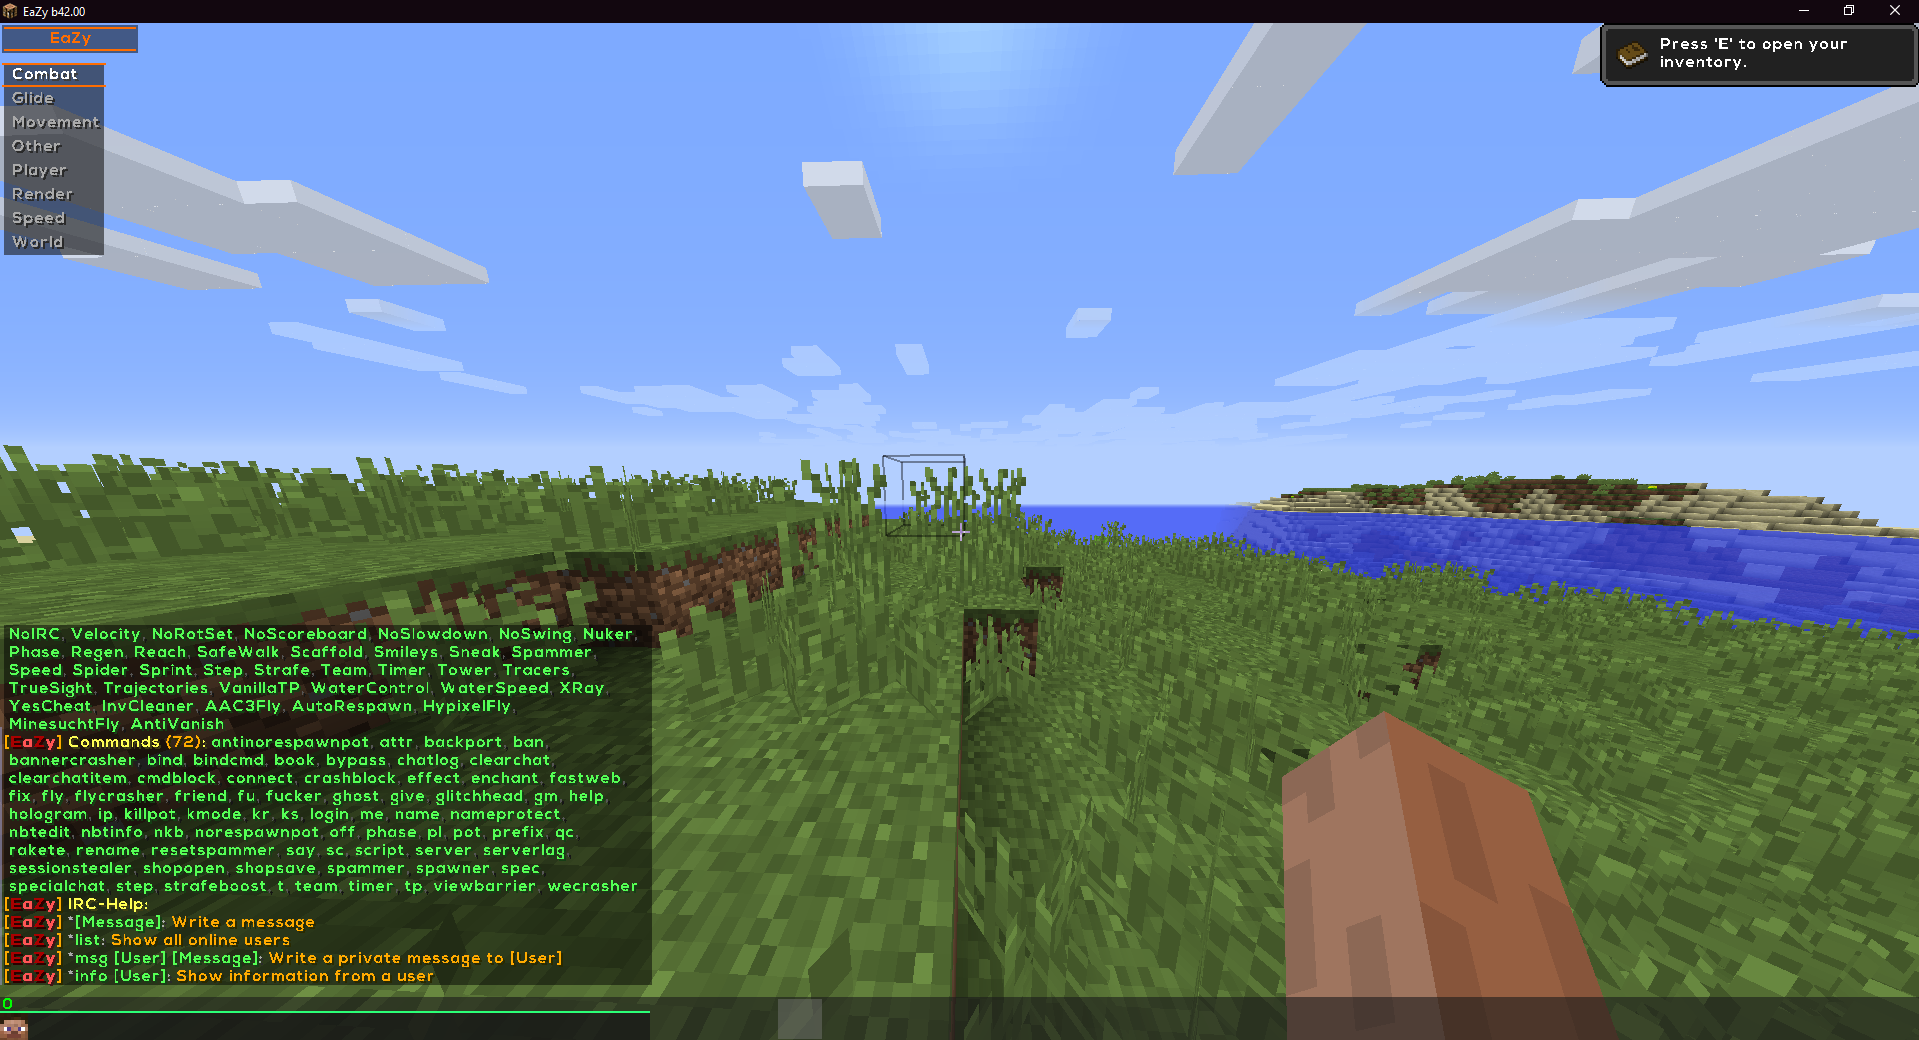 EaZy b42.00
EaZy
Press 'E' to open your
inventory.
Combat
Glide
Movement
Other
Player
Render
Speed
World
NoIRC, Velocity, NoRotSet, NoScoreboard, NoSlowdown, NoSwing, Nuker,
Phase, Regen, Reach, SafeWalk, Scaffold, Smileys, Sneak, Spammer,
Speed, Spider, Sprint, Step, Strafe, Team, Timer, Tower, Tracers,
TrueSight, Trajectories, VanillaTP, WaterControl, WaterSpeed, XRay,
YesCheat, InvCleaner, AAC3Fly, AutoRespawn, HypixelFly,
MinesuchtFly, AntiVanish
[EaZy] Commands (72): antinorespawnpot, attr, backport, ban,
bannercrasher, bind, bindcmd, book, bypass, chatlog, clearchat,
clearchatitem, cmdblock, connect, crashblock, effect, enchant, fastweb,
fix, fly, flycrasher, friend, fu, fucker, ghost, give, glitchhead, gm, help,
hologram, ip, killpot, kmode, kr, ks, login, me, name, nameprotect,
nbtedit, nbtinfo, nkb, norespawnpot, off, phase, pl, pot, prefix, qc,
rakete, rename, resetspammer, say, sc, script, server, serverlag,
sessionstealer, shopopen, shopsave, spammer, spawner, spec,
specialchat, step, strafeboost, t, team, timer, tp, viewbarrier, wecrasher
[EaZy] IRC-Help:
[EaZy] *[Message]: Write a message
[EaZy] *list: Show all online users
[EaZy] *msg [User] [Message]: Write a private message to [User]
[EaZy] *info [User]: Show information from a user
0